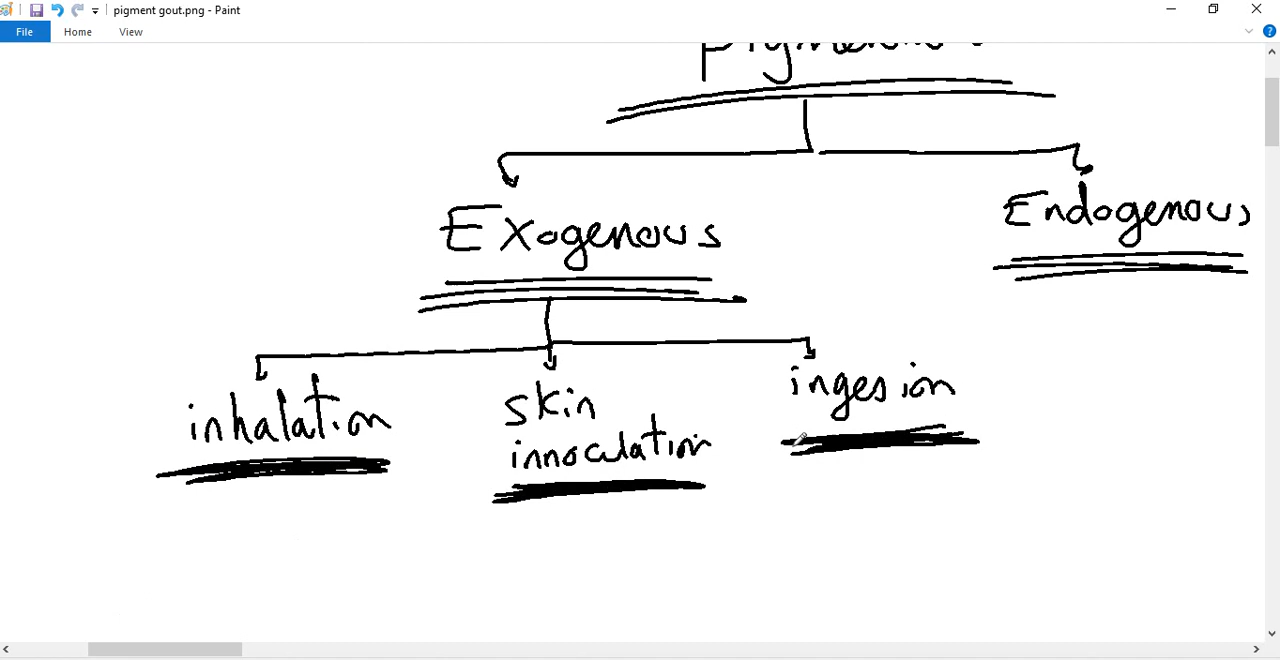 pigment gout.png - Paint
File Home View
Exogenous
Endogenous
inhalation
skin
innoculation
ingesion